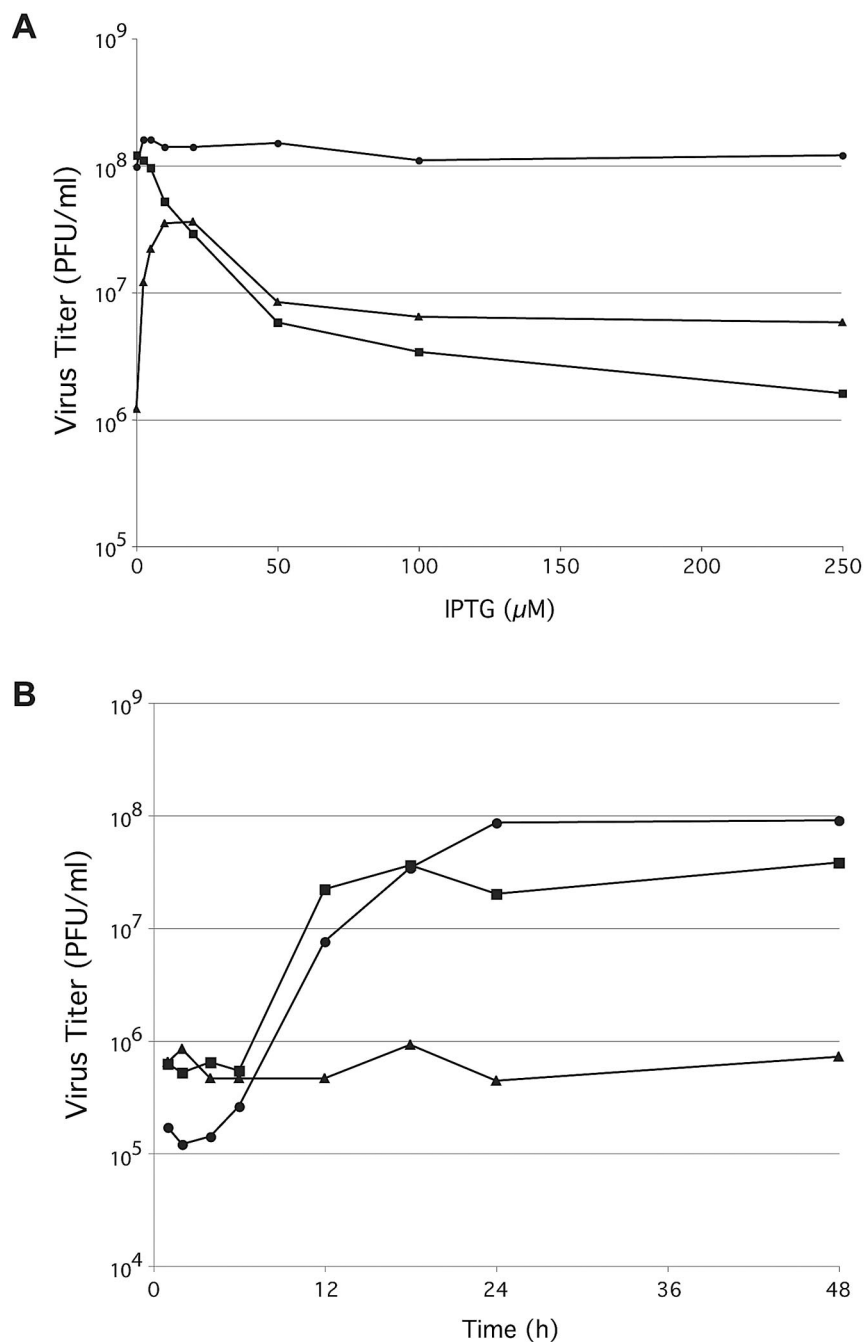 A
10⁹
10⁸
10⁷
10⁶
10⁵
Virus Titer (PFU/ml)
0 50 100 150 200 250
IPTG (µM)
B
10⁹
10⁸
10⁷
10⁶
10⁵
10⁴
Virus Titer (PFU/ml)
0 12 24 36 48
Time (h)